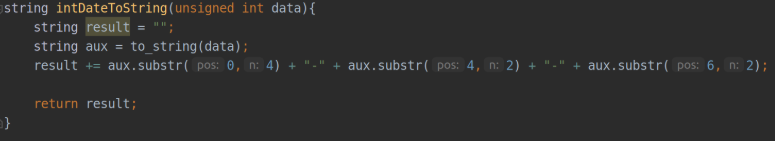 string intDateToString(unsigned int data){
    string result = "";
    string aux = to_string(data);
    result += aux.substr( pos: 0, n: 4) + "-" + aux.substr( pos: 4, n: 2) + "-" + aux.substr( pos: 6, n: 2);
    return result;
}